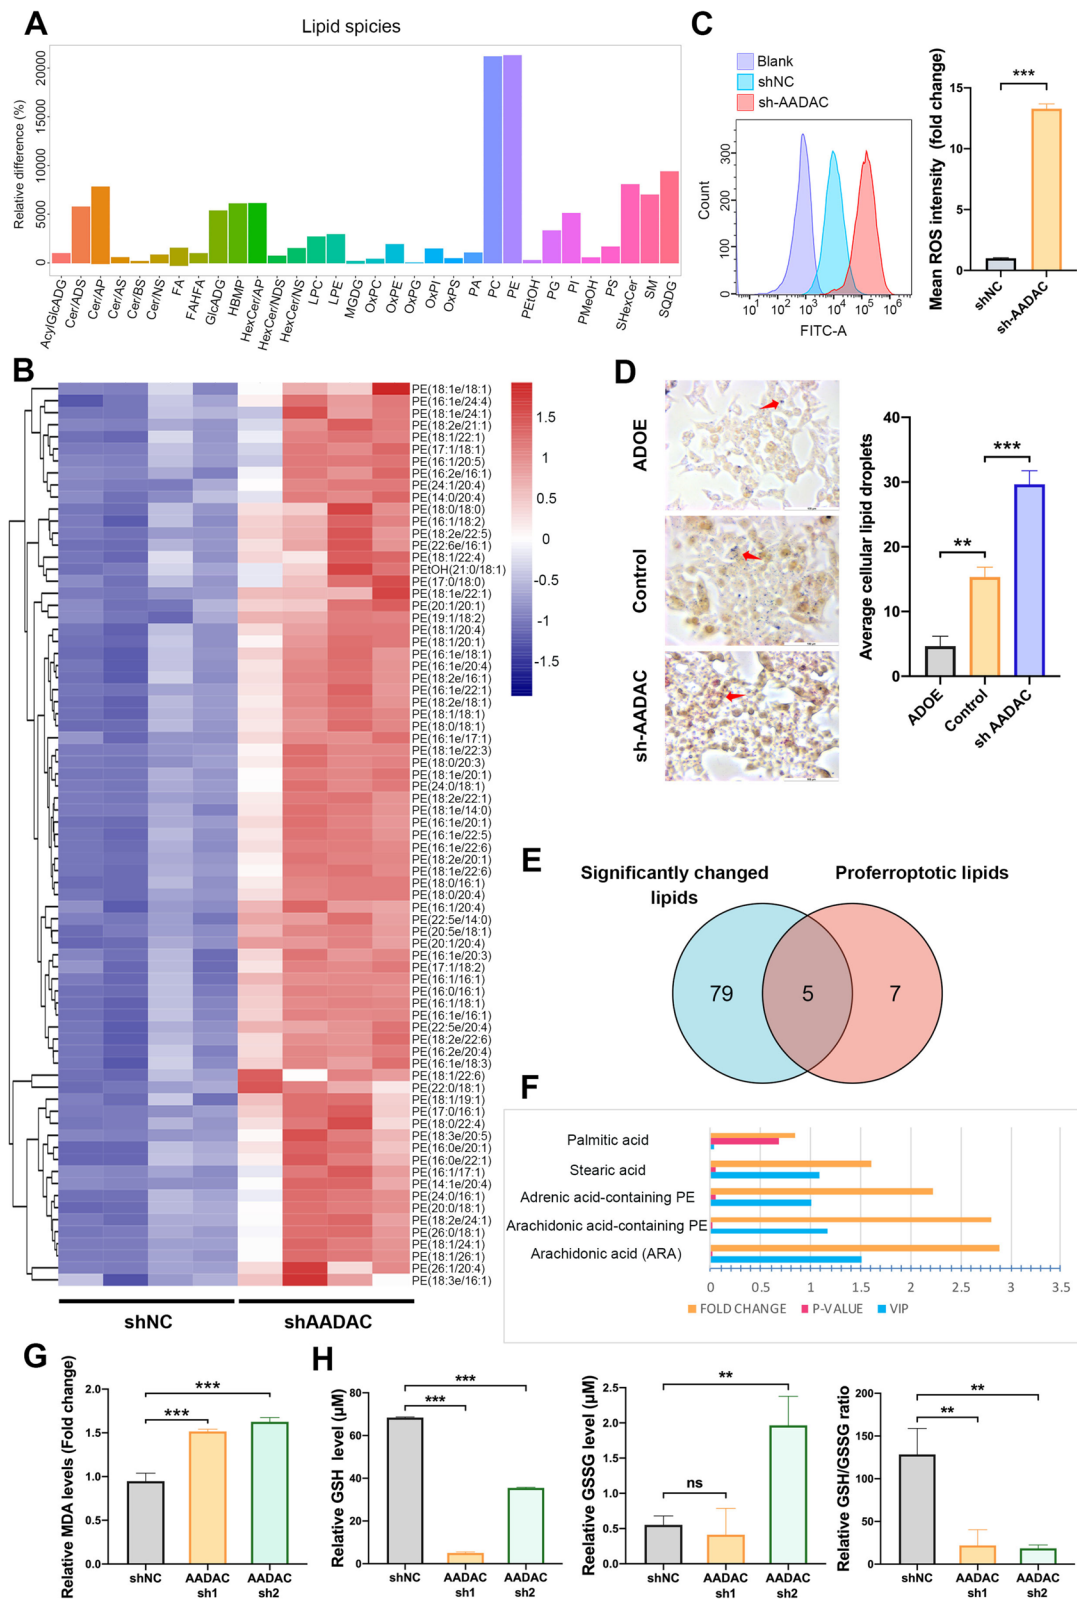 A
Lipid spicies
Relative difference (%)
20000
15000
10000
5000
0
AcylGlcADG
Cer/ADS
Cer/AP
Cer/AS
Cer/BS
Cer/NS
FA
FAHFA
GlcADG
HBMP
HexCer/AP
HexCer/NDS
HexCer/NS
LPC
LPE
MGDG
OxPC
OxPE
OxPG
OxPI
OxPS
PA
PC
PE
PEtOH
PG
PI
PMeOH
PS
SHexCer
SM
SQDG
C
Blank
shNC
sh-AADAC
Count
300
200
100
0
10¹ 10² 10³ 10⁴ 10⁵ 10⁶
FITC-A
Mean ROS intensity (fold change)
15
10
5
0
***
shNC
sh-AADAC
B
PE(18:1e/18:1)
PE(16:1e/24:4)
PE(18:1e/24:1)
PE(18:2e/21:1)
PE(18:1/22:1)
PE(17:1/18:1)
PE(16:1/20:5)
PE(16:2e/16:1)
PE(24:1/20:4)
PE(14:0/20:4)
PE(18:0/18:0)
PE(16:1/18:2)
PE(18:2e/22:5)
PE(22:6e/16:1)
PE(18:1/22:4)
PEtOH(21:0/18:1)
PE(17:0/18:0)
PE(18:1e/22:1)
PE(20:1/20:1)
PE(19:1/18:2)
PE(18:1/20:4)
PE(18:1/20:1)
PE(16:1e/18:1)
PE(16:1e/20:4)
PE(18:2e/16:1)
PE(16:1e/22:1)
PE(18:2e/18:1)
PE(18:1/18:1)
PE(18:0/18:1)
PE(16:1e/17:1)
PE(18:1e/22:3)
PE(18:0/20:3)
PE(18:1e/20:1)
PE(24:0/18:1)
PE(18:2e/22:1)
PE(18:1e/14:0)
PE(16:1e/20:1)
PE(16:1e/22:5)
PE(16:1e/22:6)
PE(18:2e/20:1)
PE(18:1e/22:6)
PE(18:0/16:1)
PE(18:0/20:4)
PE(16:1/20:4)
PE(22:5e/14:0)
PE(20:5e/18:1)
PE(20:1/20:4)
PE(16:1e/20:3)
PE(17:1/18:2)
PE(16:1/16:1)
PE(16:0/16:1)
PE(16:1/18:1)
PE(16:1e/16:1)
PE(22:5e/20:4)
PE(18:2e/22:6)
PE(16:2e/20:4)
PE(16:1e/18:3)
PE(18:1/22:6)
PE(22:0/18:1)
PE(18:1/19:1)
PE(17:0/16:1)
PE(18:0/22:4)
PE(18:3e/20:5)
PE(16:0e/20:1)
PE(16:0e/22:1)
PE(16:1/17:1)
PE(14:1e/20:4)
PE(24:0/16:1)
PE(20:0/18:1)
PE(18:2e/24:1)
PE(26:0/18:1)
PE(18:1/24:1)
PE(18:1/26:1)
PE(26:1/20:4)
PE(18:3e/16:1)
1.5
1
0.5
0
-0.5
-1
-1.5
shNC
shAADAC
D
ADOE
Control
sh-AADAC
Average cellular lipid droplets
40
30
20
10
0
**
***
ADOE
Control
sh AADAC
E
Significantly changed lipids
Proferroptotic lipids
79
5
7
F
Palmitic acid
Stearic acid
Adrenic acid-containing PE
Arachidonic acid-containing PE
Arachidonic acid (ARA)
0 0.5 1 1.5 2 2.5 3 3.5
FOLD CHANGE P-VALUE VIP
G
Relative MDA levels (Fold change)
2.0
1.5
1.0
0.5
0.0
***
***
shNC
AADAC sh1
AADAC sh2
H
Relative GSH level (μM)
80
60
40
20
0
***
***
shNC
AADAC sh1
AADAC sh2
Reelative GSSG level (μM)
2.5
2.0
1.5
1.0
0.5
0.0
**
ns
shNC
AADAC sh1
AADAC sh2
Relative GSH/GSSG ratio
200
150
100
50
0
**
**
shNC
AADAC sh1
AADAC sh2